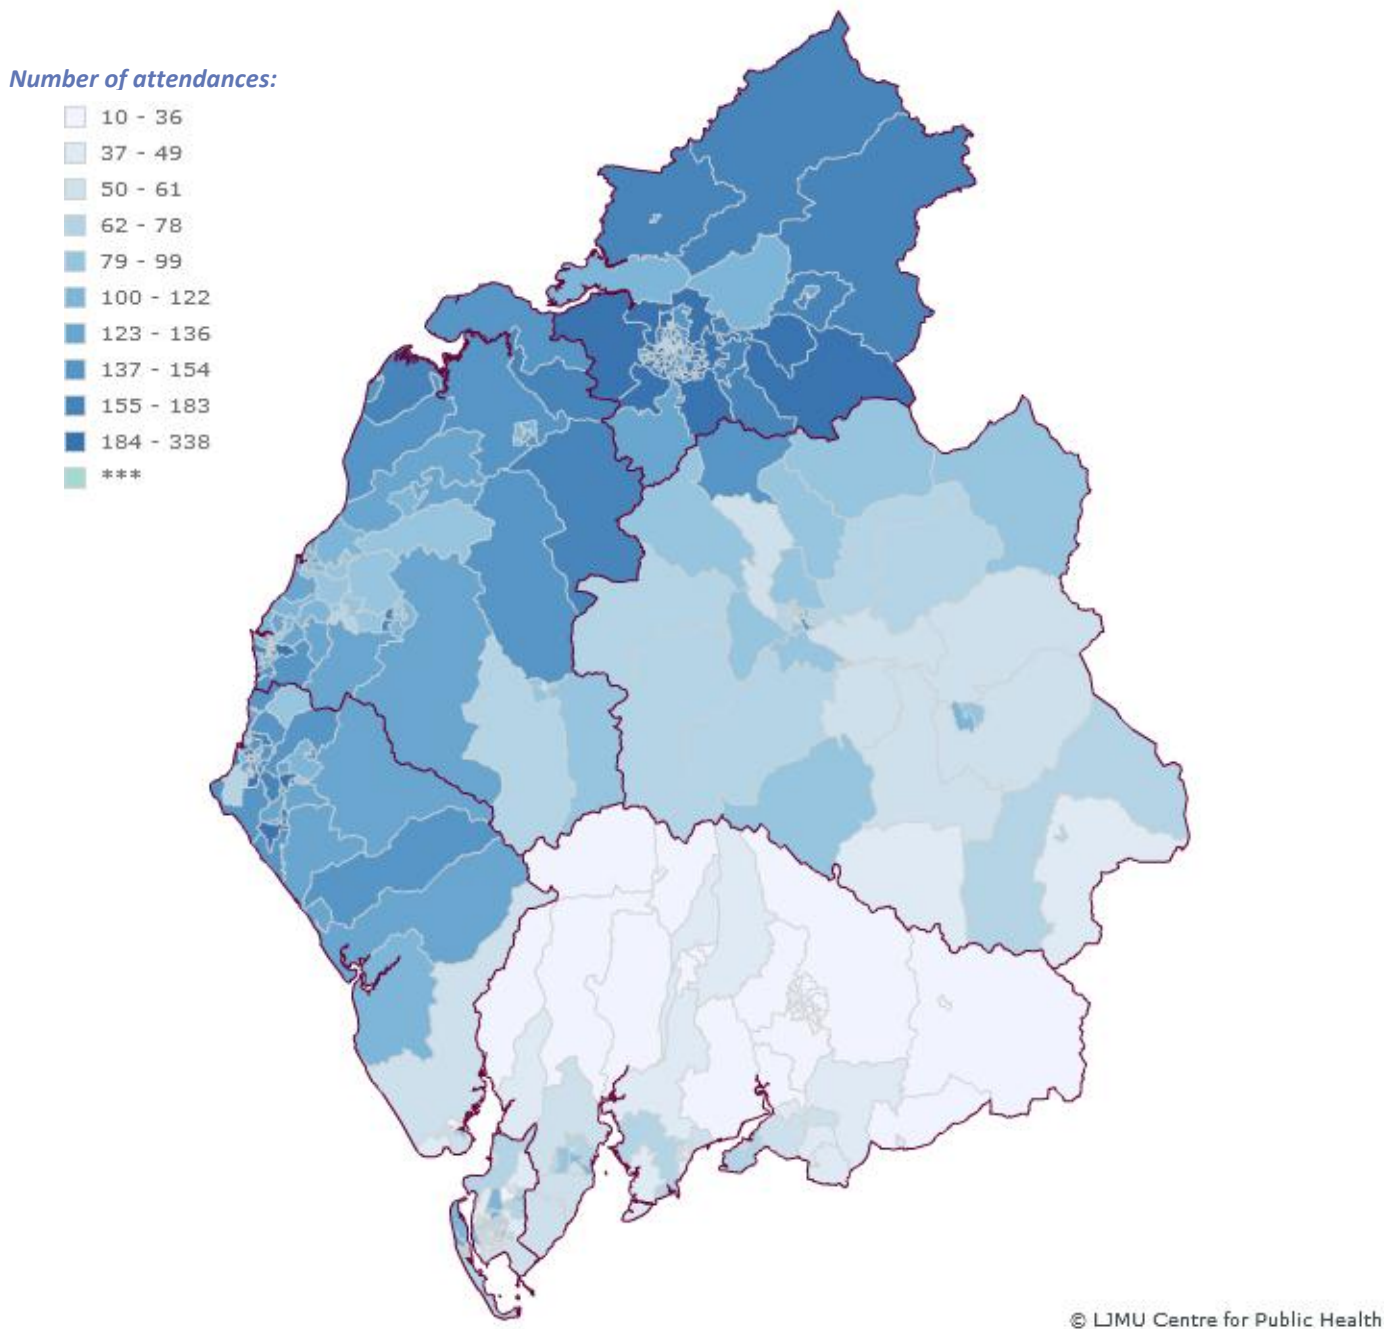 Number of attendances:
10 - 36
37 - 49
50 - 61
62 - 78
79 - 99
100 - 122
123 - 136
137 - 154
155 - 183
184 - 338
***
© LJMU Centre for Public Health